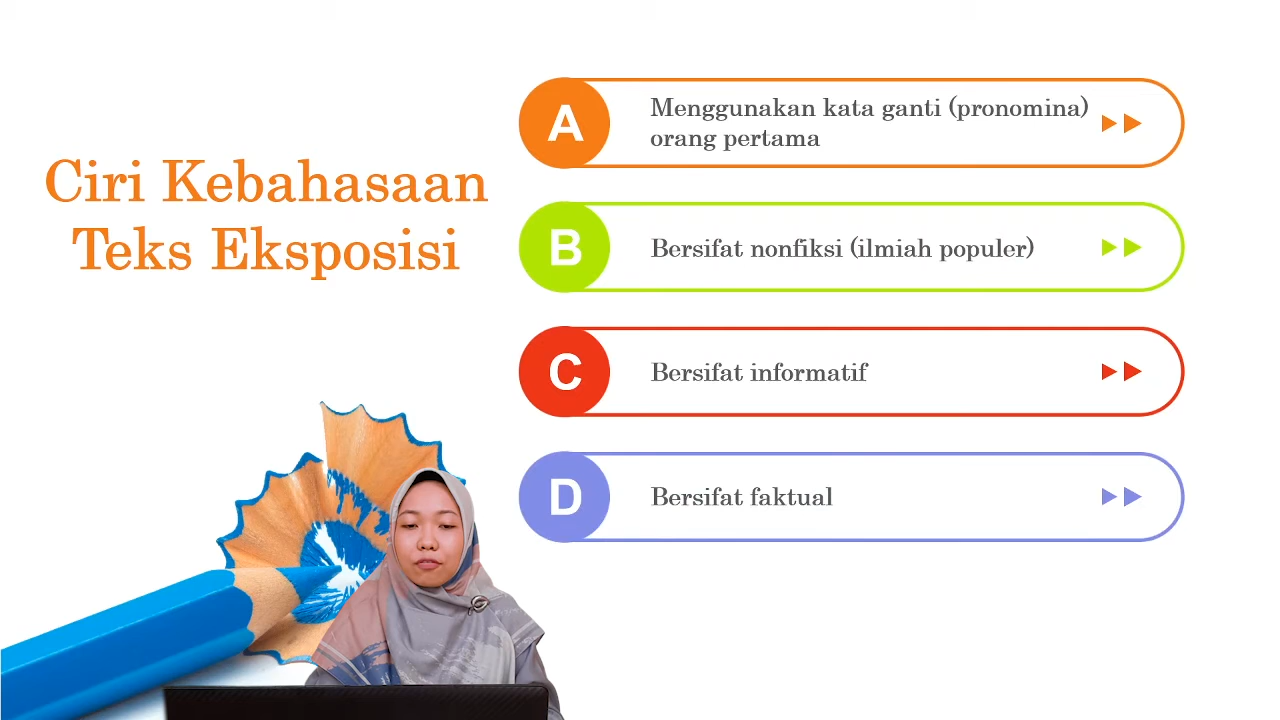 Ciri Kebahasaan
Teks Eksposisi
A
Menggunakan kata ganti (pronomina)
orang pertama
B
Bersifat nonfiksi (ilmiah populer)
C
Bersifat informatif
D
Bersifat faktual